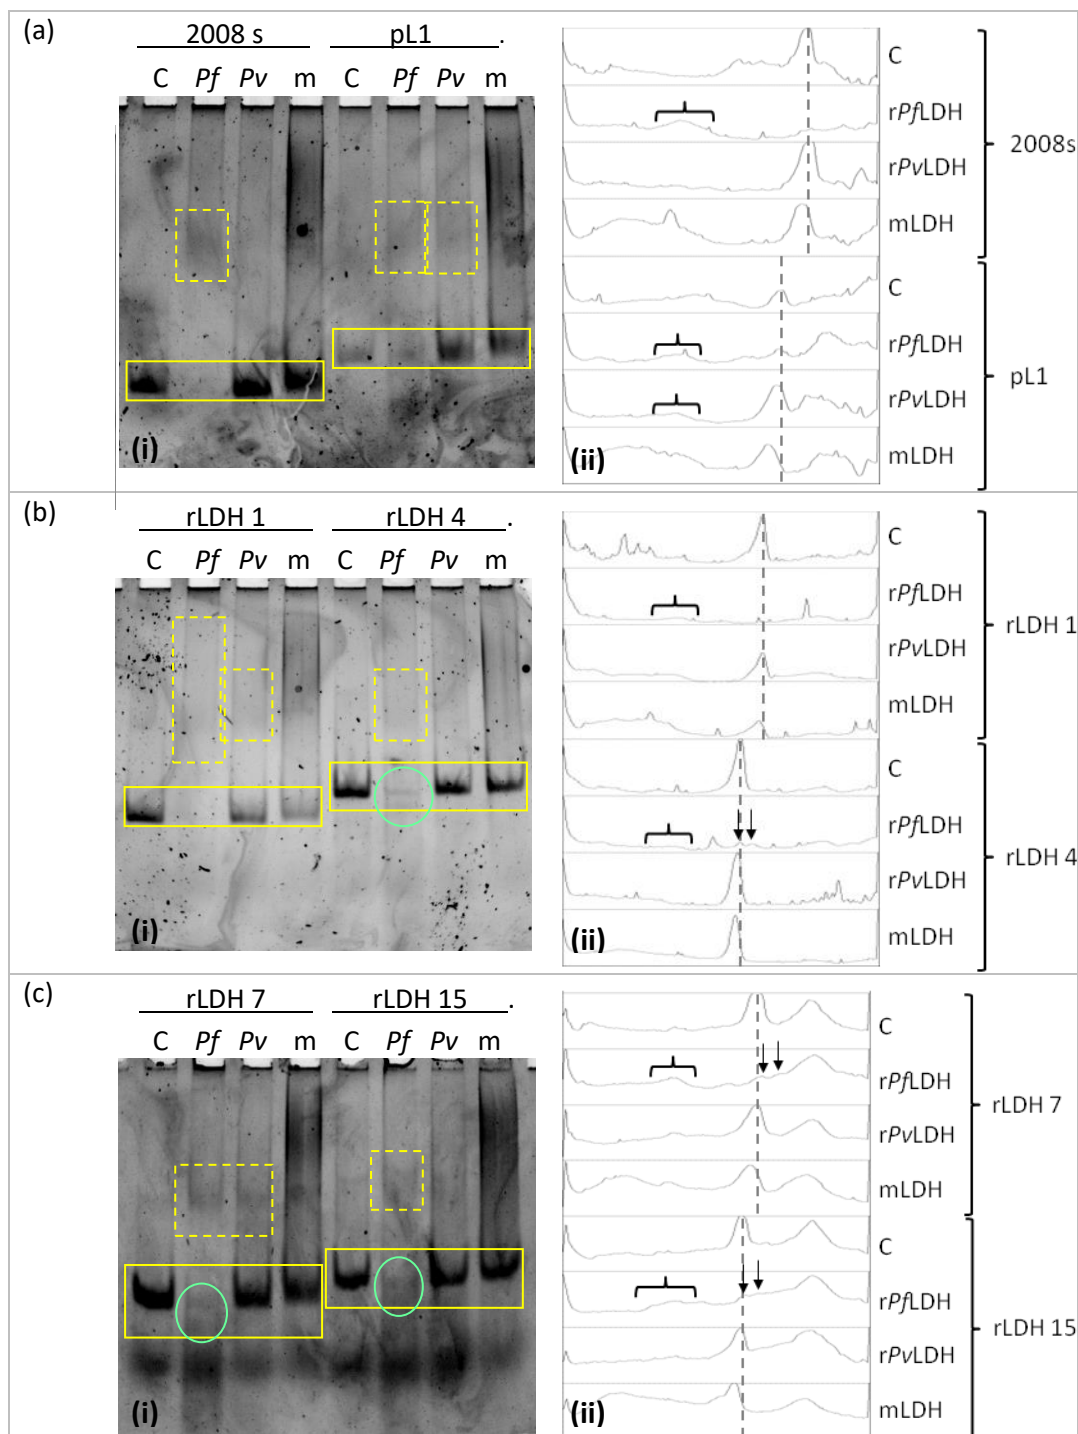 (a)
2008 s pL1 .
C Pf Pv m C Pf Pv m
(i)
(ii)
C
rPfLDH
rPvLDH
mLDH
2008s
C
rPfLDH
rPvLDH
mLDH
pL1
(b)
rLDH 1 rLDH 4 .
C Pf Pv m C Pf Pv m
(i)
(ii)
C
rPfLDH
rPvLDH
mLDH
rLDH 1
C
rPfLDH
rPvLDH
mLDH
rLDH 4
(c)
rLDH 7 rLDH 15 .
C Pf Pv m C Pf Pv m
(i)
(ii)
C
rPfLDH
rPvLDH
mLDH
rLDH 7
C
rPfLDH
rPvLDH
mLDH
rLDH 15